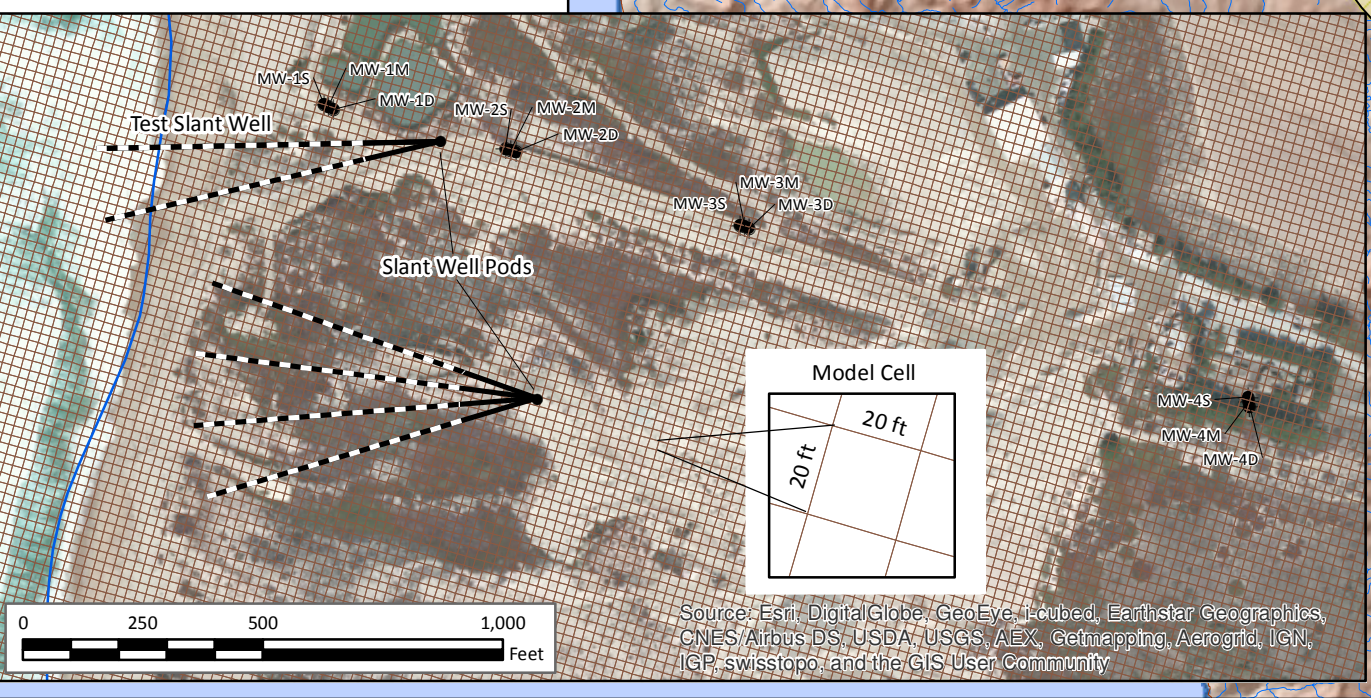 MW-1S
MW-1M
MW-1D
MW-2S
MW-2M
MW-2D
Test Slant Well
MW-3M
MW-3S
MW-3D
Slant Well Pods
Model Cell
20 ft
20 ft
MW-4S
MW-4M
MW-4D
0 250 500 1,000
Feet
Source: Esri, DigitalGlobe, GeoEye, i-cubed, Earthstar Geographics,
CNES/Airbus DS, USDA, USGS, AEX, Getmapping, Aerogrid, IGN,
IGP, swisstopo, and the GIS User Community